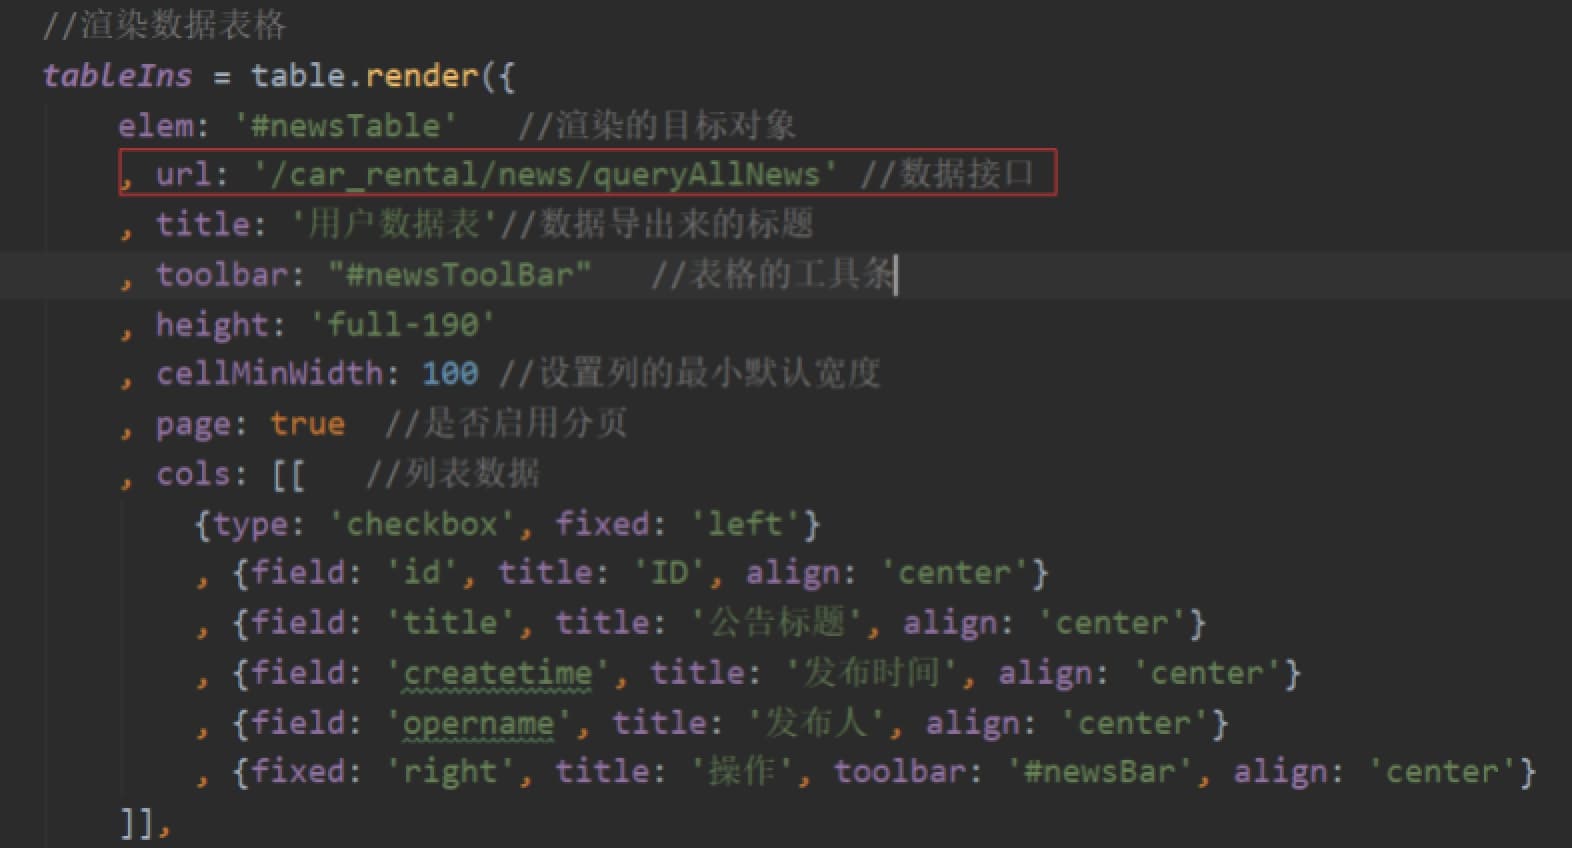 //渲染数据表格
tableIns = table.render({
elem: '#newsTable'   //渲染的目标对象
, url: '/car_rental/news/queryAllNews' //数据接口
, title: '用户数据表'//数据导出来的标题
, toolbar: "#newsToolBar"   //表格的工具条
, height: 'full-190'
, cellMinWidth: 100 //设置列的最小默认宽度
, page: true  //是否启用分页
, cols: [[   //列表数据
{type: 'checkbox', fixed: 'left'}
, {field: 'id', title: 'ID', align: 'center'}
, {field: 'title', title: '公告标题', align: 'center'}
, {field: 'createtime', title: '发布时间', align: 'center'}
, {field: 'opername', title: '发布人', align: 'center'}
, {fixed: 'right', title: '操作', toolbar: '#newsBar', align: 'center'}
]],